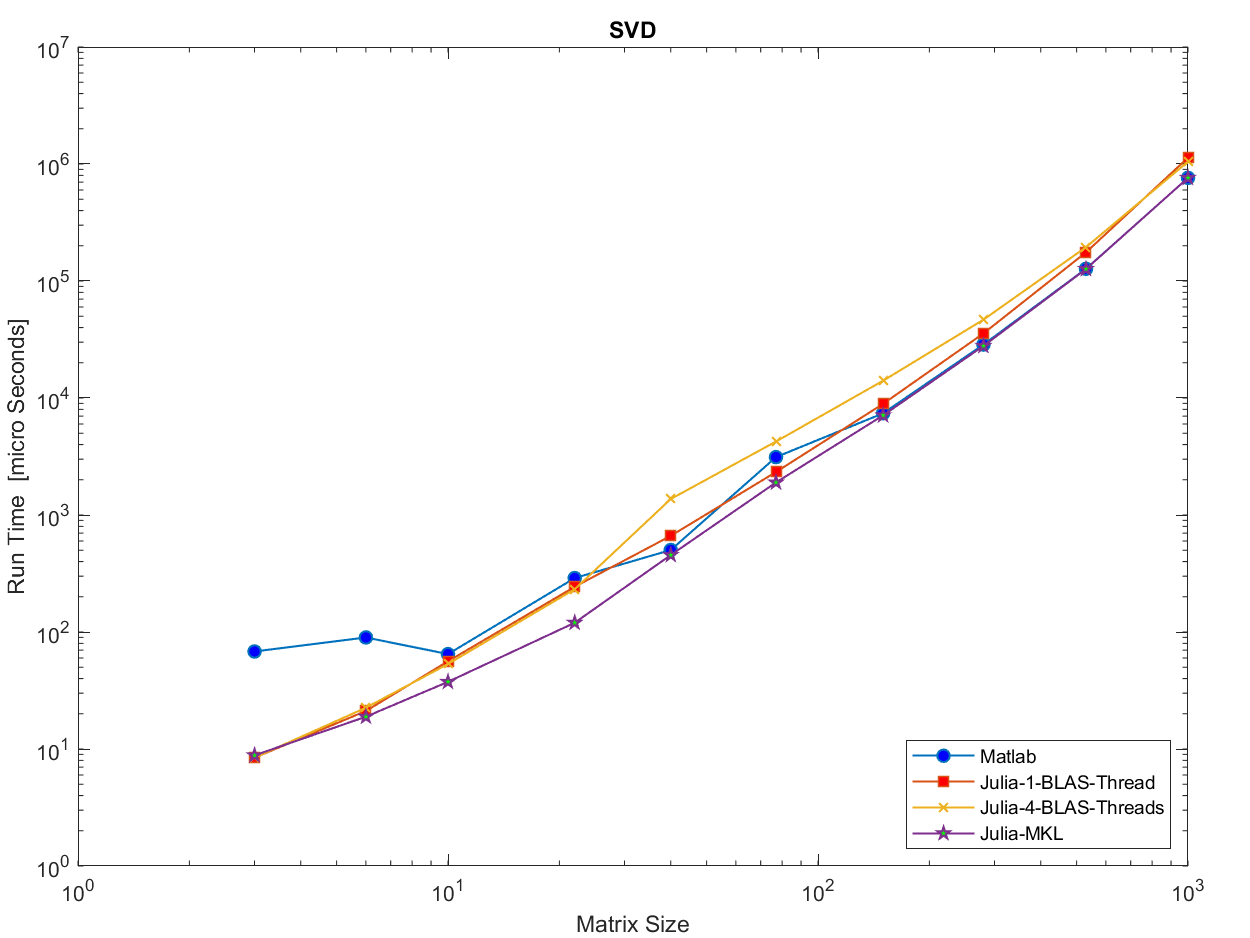 SVD
10^7
10^6
10^5
10^4
10^3
10^2
10^1
10^0
Run Time [micro Seconds]
10^0 10^1 10^2 10^3
Matrix Size
Matlab
Julia-1-BLAS-Thread
Julia-4-BLAS-Threads
Julia-MKL